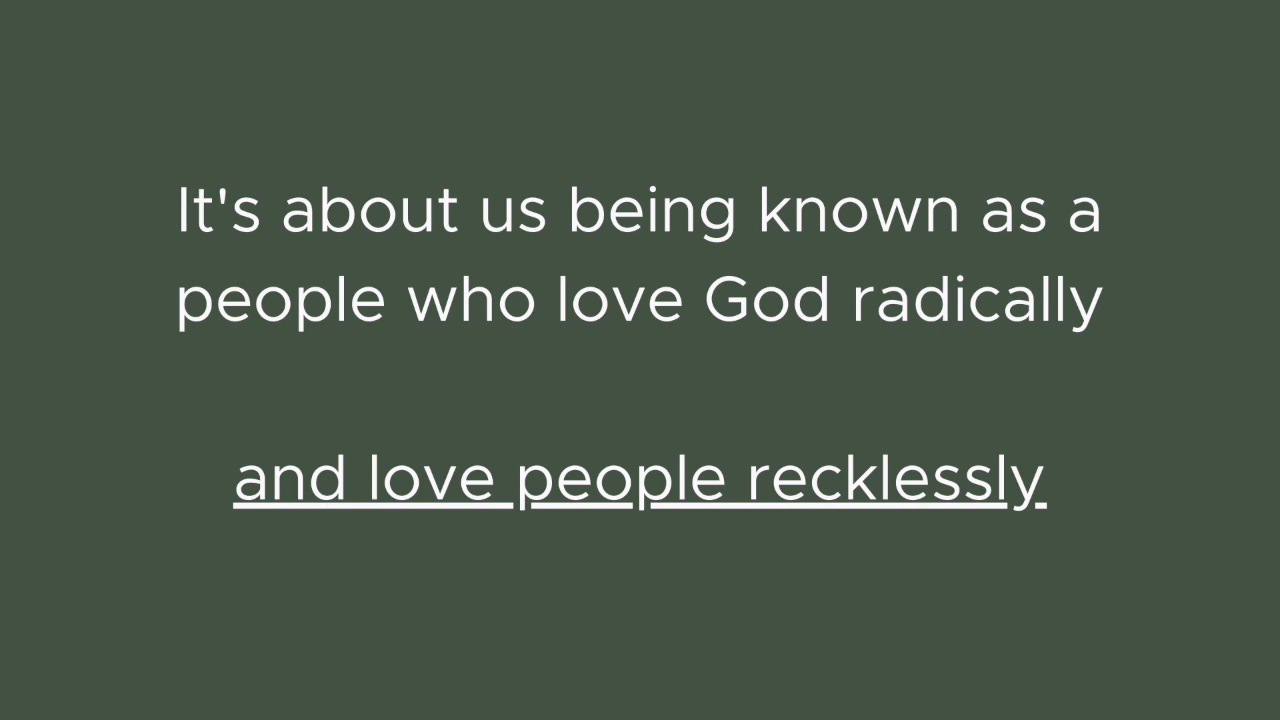 It's about us being known as a
people who love God radically
and love people recklessly